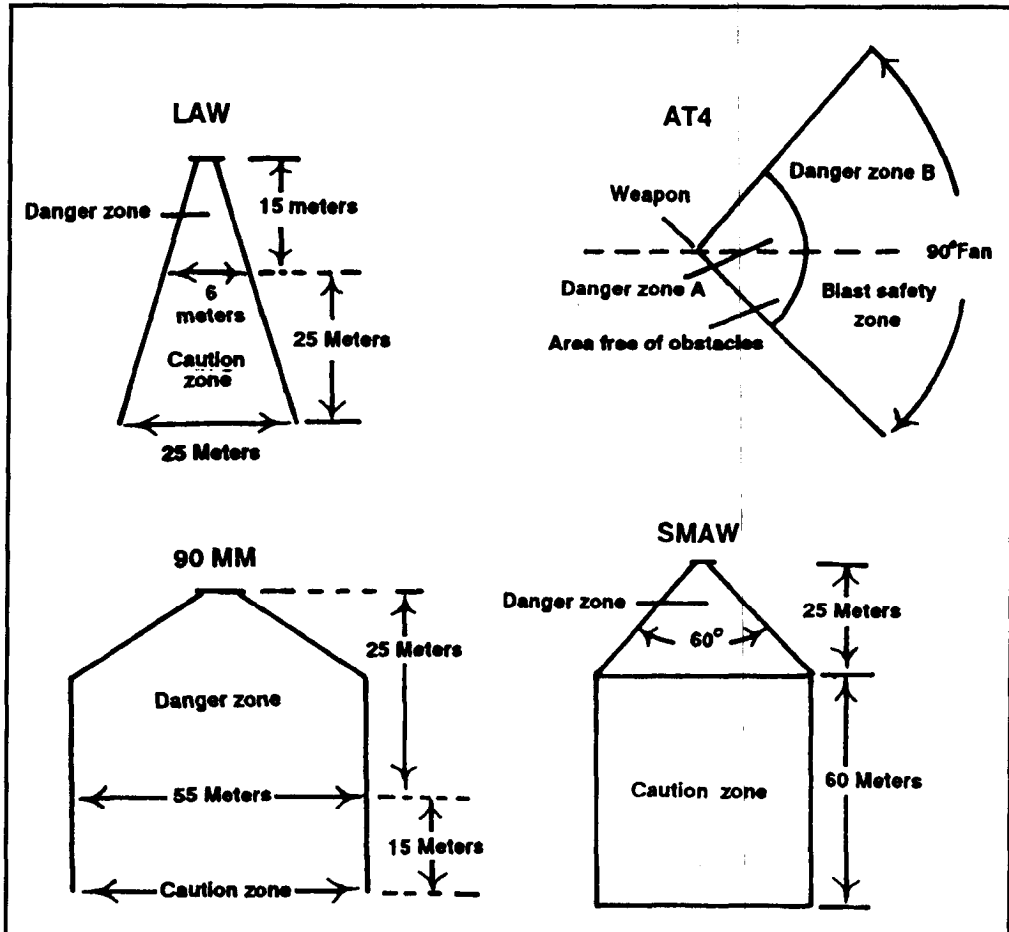 LAW
Danger zone
15 meters
6
meters
25 Meters
Caution
zone
25 Meters
AT4
Danger zone B
Weapon
90° Fan
Danger zone A
Blast safety
zone
Area free of obstacles
90 MM
25 Meters
Danger zone
55 Meters
15 Meters
Caution zone
SMAW
Danger zone
25 Meters
60°
Caution zone
60 Meters